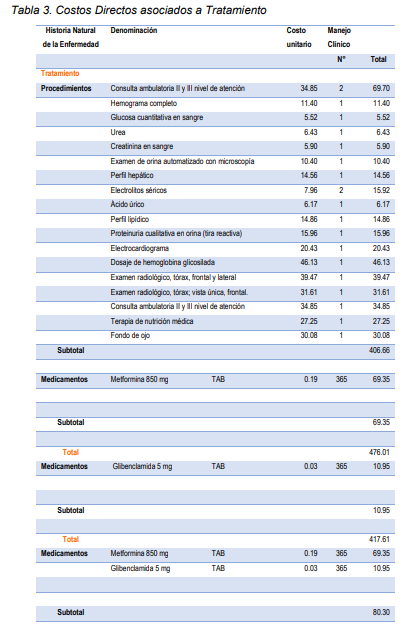 Tabla 3. Costos Directos asociados a Tratamiento
Historia Natural Denominación Costo Manejo
de la Enfermedad unitario Clínico
N° Total
Tratamiento
Procedimientos Consulta ambulatoria II y III nivel de atención 34.85 2 69.70
Hemograma completo 11.40 1 11.40
Glucosa cuantitativa en sangre 5.52 1 5.52
Urea 6.43 1 6.43
Creatinina en sangre 5.90 1 5.90
Examen de orina automatizado con microscopía 10.40 1 10.40
Perfil hepático 14.56 1 14.56
Electrolitos séricos 7.96 2 15.92
Ácido úrico 6.17 1 6.17
Perfil lipídico 14.86 1 14.86
Proteinuria cualitativa en orina (tira reactiva) 15.96 1 15.96
Electrocardiograma 20.43 1 20.43
Dosaje de hemoglobina glicosilada 46.13 1 46.13
Examen radiológico, tórax, frontal y lateral 39.47 1 39.47
Examen radiológico, tórax; vista única, frontal. 31.61 1 31.61
Consulta ambulatoria II y III nivel de atención 34.85 1 34.85
Terapia de nutrición médica 27.25 1 27.25
Fondo de ojo 30.08 1 30.08
Subtotal 406.66
Medicamentos Metformina 850 mg TAB 0.19 365 69.35
Subtotal 69.35
Total 476.01
Medicamentos Glibenclamida 5 mg TAB 0.03 365 10.95
Subtotal 10.95
Total 417.61
Medicamentos Metformina 850 mg TAB 0.19 365 69.35
Glibenclamida 5 mg TAB 0.03 365 10.95
Subtotal 80.30